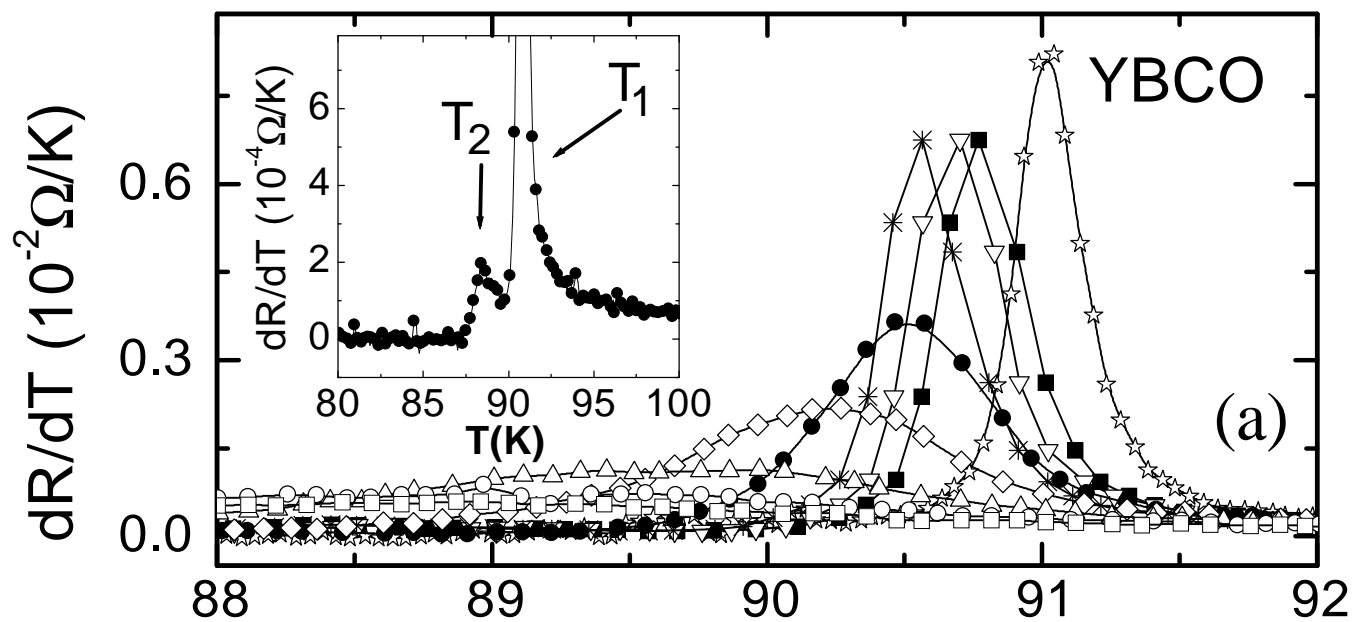 dR/dT (10⁻²Ω/K)
0.6
0.3
0.0
88
89
90
91
92
YBCO
(a)
dR/dT (10⁻⁴Ω/K)
6
4
2
0
80
85
90
95
100
T(K)
T₂
T₁